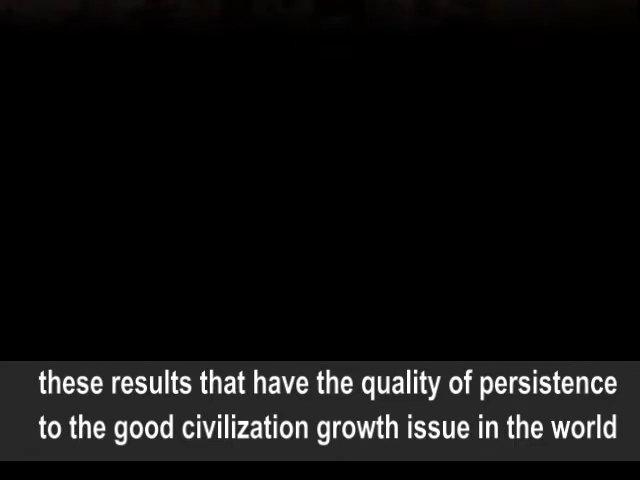 these results that have the quality of persistence
to the good civilization growth issue in the world